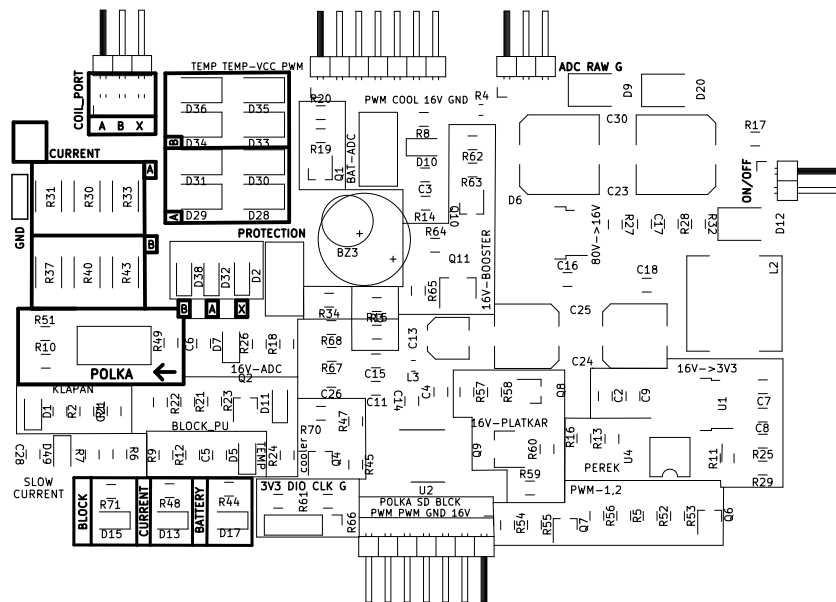 TEMP TEMP-VCC PWM
ADC RAW G
COIL_PORT
A B X
D36 D35
D34 D33
B
D31 D30
D29 D28
A
R20
R19
Q1
BAT-ADC
PWM COOL 16V GND
R4
R8
D10
C3
R14
R62
R63
Q10
R64
D9
D20
C30
C23
D6
R17
ON/OFF
CURRENT
A
R31 R30 R33
GND
B
R37 R40 R43
PROTECTION
D38 D32 D2
B A X
BZ3
Q11
R65
16V-BOOSTER
80V->16V
R27 C17 R28 R32
D12
C16
C18
L2
R51
R10
POLKA
R49 C6 D7 R26 R18
16V-ADC
Q2
R34
R68
R67
C26
C15
C11
C13
L3
C14
C4
C25
C24
16V->3V3
KLAPAN
D1 R2
R22 R21 R23 D11
BLOCK_PU
R57 R58 Q8
16V-PLATKAR
C2 C9
U1
C7
C8
R25
R29
C28 D49 R7 R6
R9 R12 C5 D5 TEMP R24
cooler
R70
R47
Q4
R45
Q9
R60
R59
R16 R13
U4
PEREK
R11
SLOW
CURRENT
BLOCK
R71
D15
CURRENT
R48
D13
BATTERY
R44
D17
3V3 DIO CLK G
R61
R66
U2
POLKA SD BLCK
PWM PWM GND 16V
PWM-1,2
R54 R55 Q7 R56 R5 R52 R53 Q6